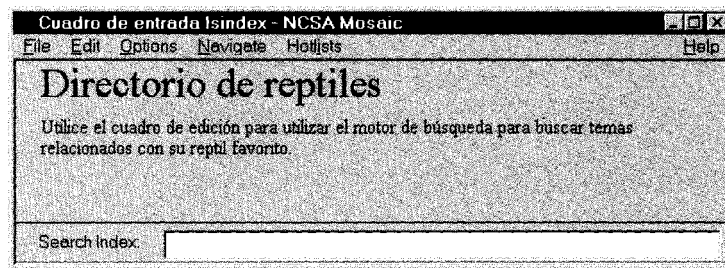 Cuadro de entrada Isindex - NCSA Mosaic
File Edit Options Navigate Hotlists Help
Directorio de reptiles
Utilice el cuadro de edición para utilizar el motor de búsqueda para buscar temas
relacionados con su reptil favorito.
Search Index: